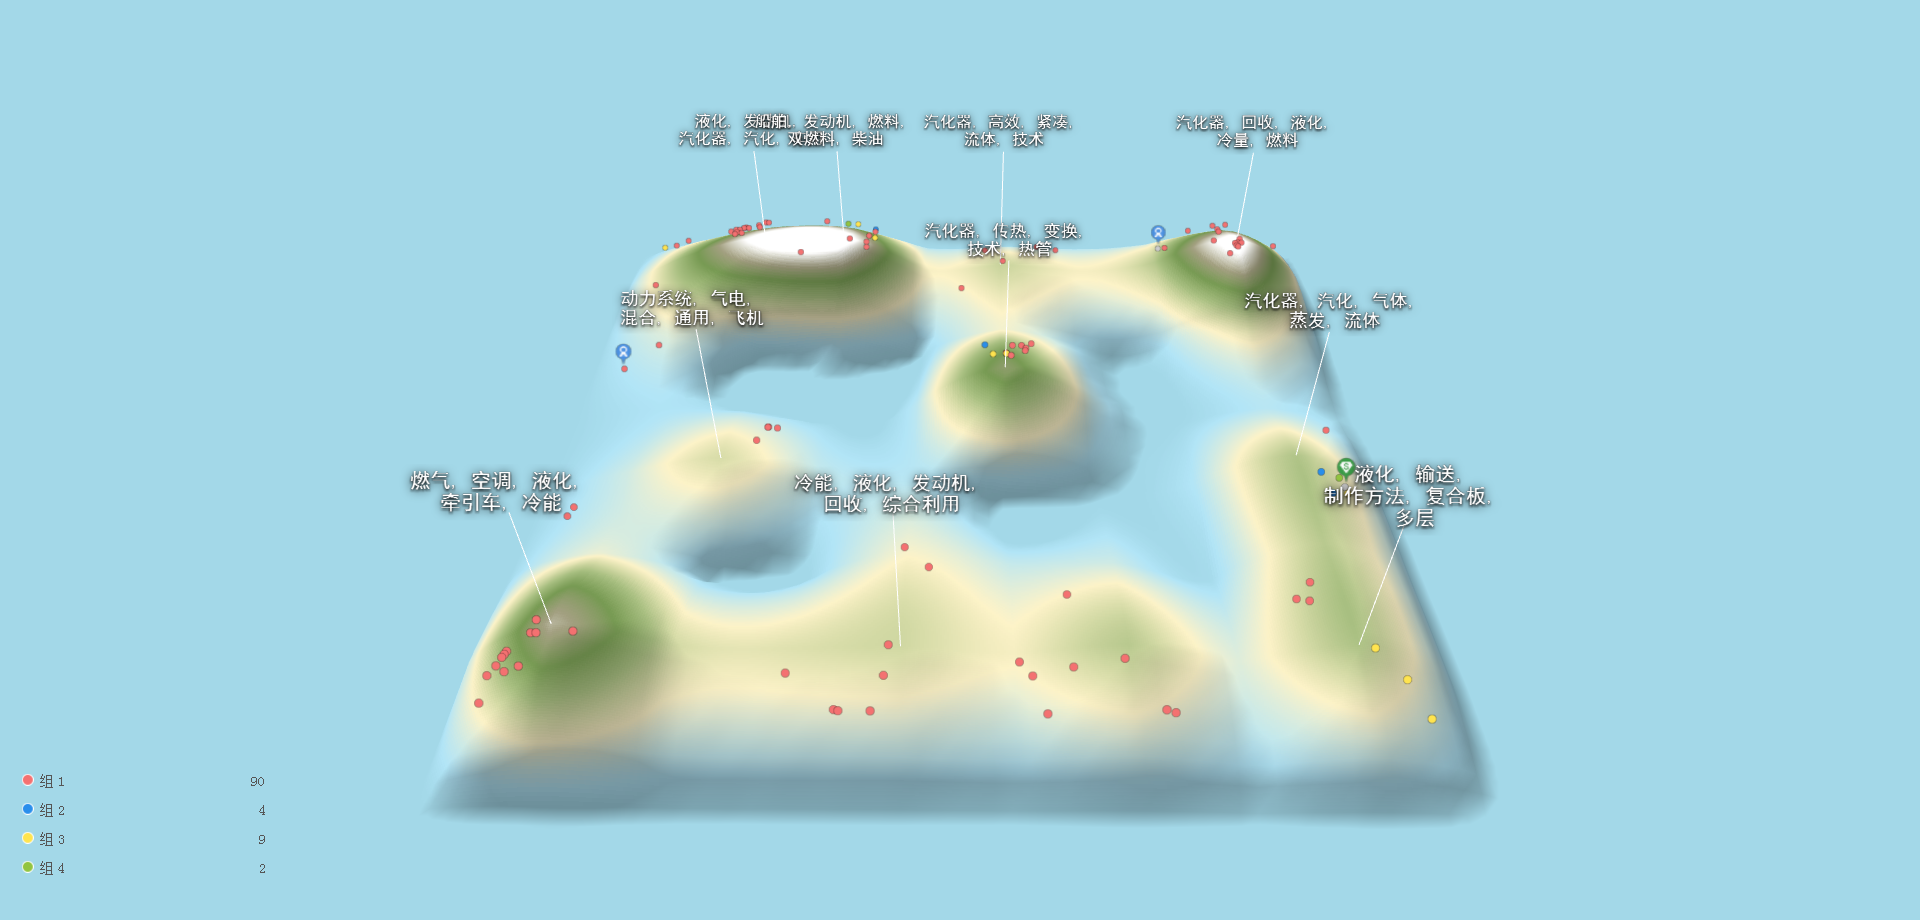 液化, 
汽化器, 汽化,
船舶, 发动机, 燃料,
双燃料, 柴油
汽化器, 高效, 紧凑,
流体, 技术
汽化器, 回收, 液化,
冷量, 燃料
汽化器, 传热, 变换,
技术, 热管
动力系统, 气电,
混合, 通用, 飞机
汽化器, 汽化, 气体,
蒸发, 流体
燃气, 空调, 液化,
牵引车, 冷能
冷能, 液化, 发动机,
回收, 综合利用
液化, 输送,
制作方法, 复合板,
多层
组 1 90
组 2 4
组 3 9
组 4 2